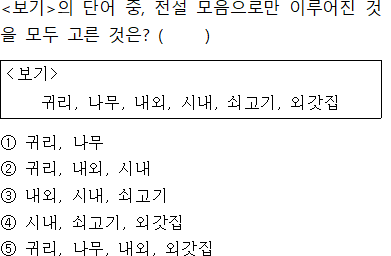 <보기>의 단어 중, 전설 모음으로만 이루어진 것
을 모두 고른 것은? (      )
<보기>
귀리, 나무, 내외, 시내, 쇠고기, 외갓집
① 귀리, 나무
② 귀리, 내외, 시내
③ 내외, 시내, 쇠고기
④ 시내, 쇠고기, 외갓집
⑤ 귀리, 나무, 내외, 외갓집